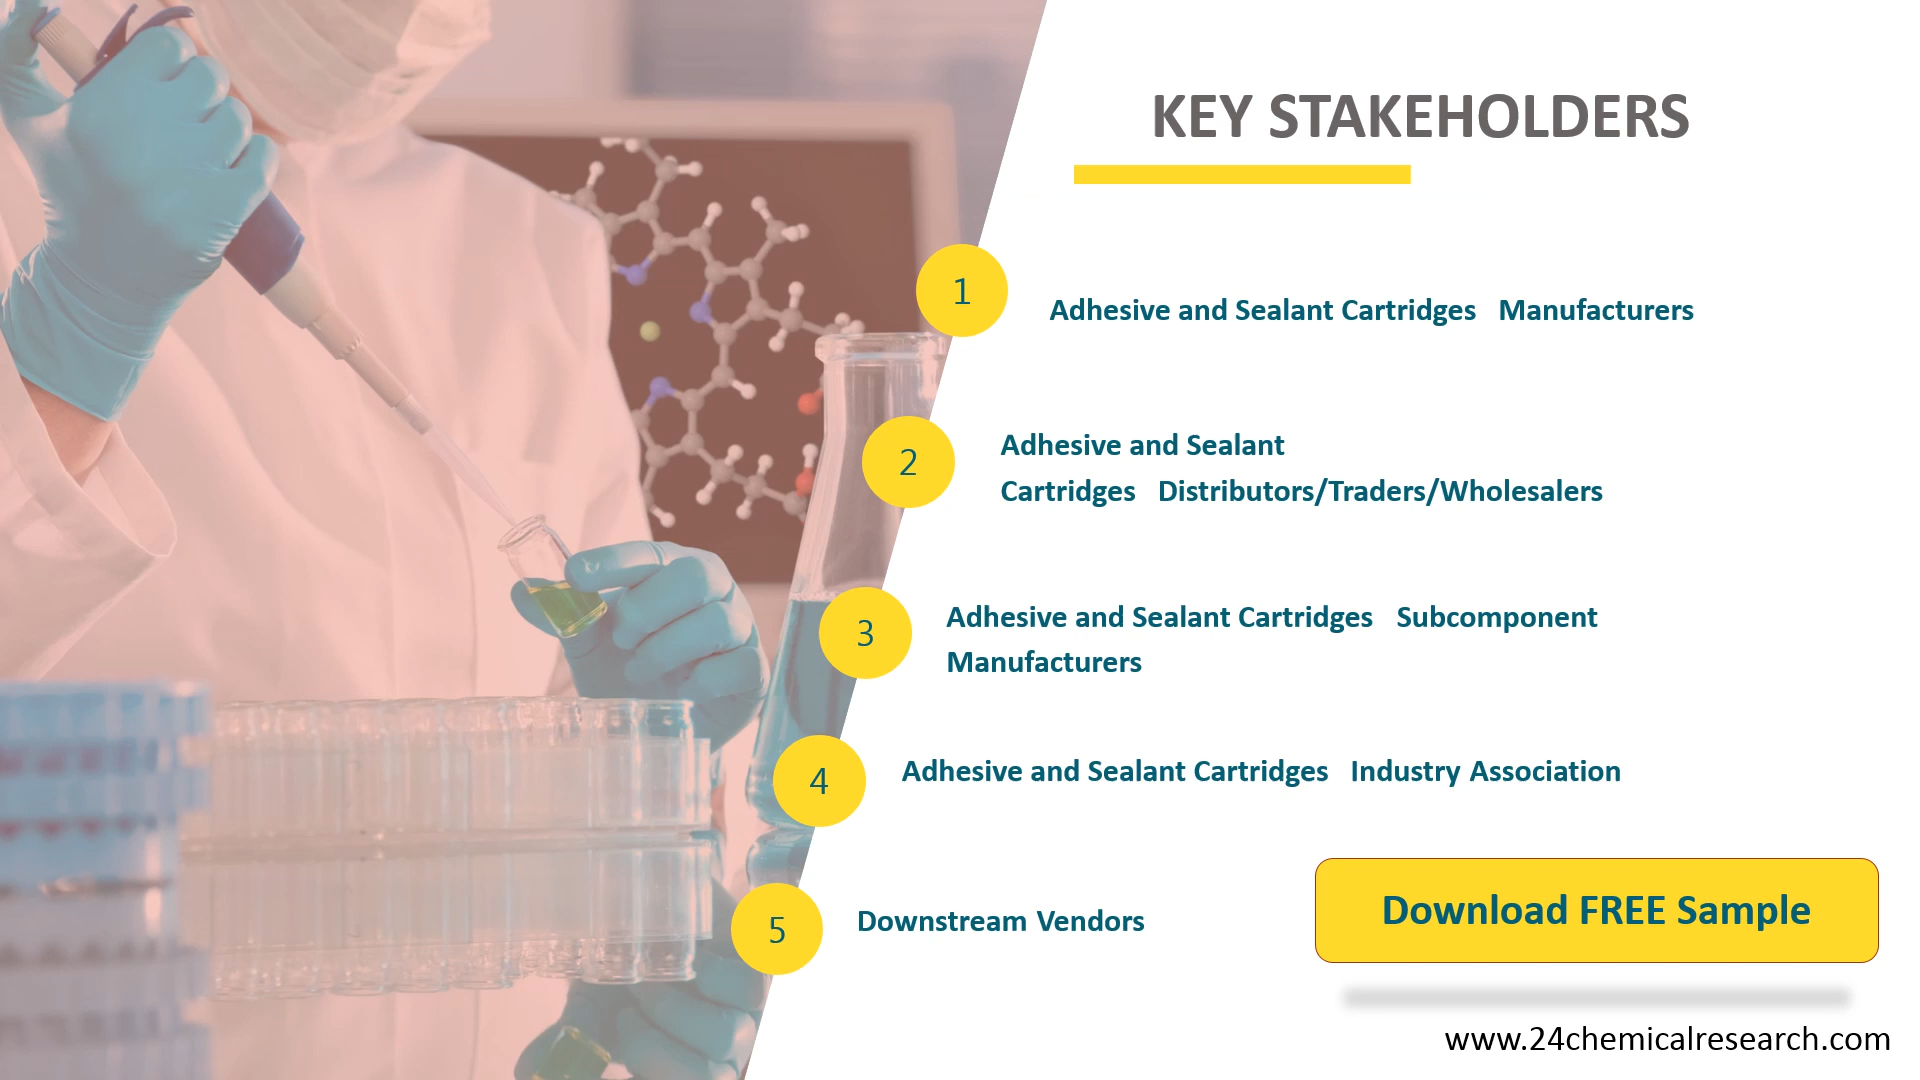 KEY STAKEHOLDERS
1
Adhesive and Sealant Cartridges   Manufacturers
2
Adhesive and Sealant
Cartridges   Distributors/Traders/Wholesalers
3
Adhesive and Sealant Cartridges   Subcomponent
Manufacturers
4
Adhesive and Sealant Cartridges   Industry Association
5
Downstream Vendors
Download FREE Sample
www.24chemicalresearch.com